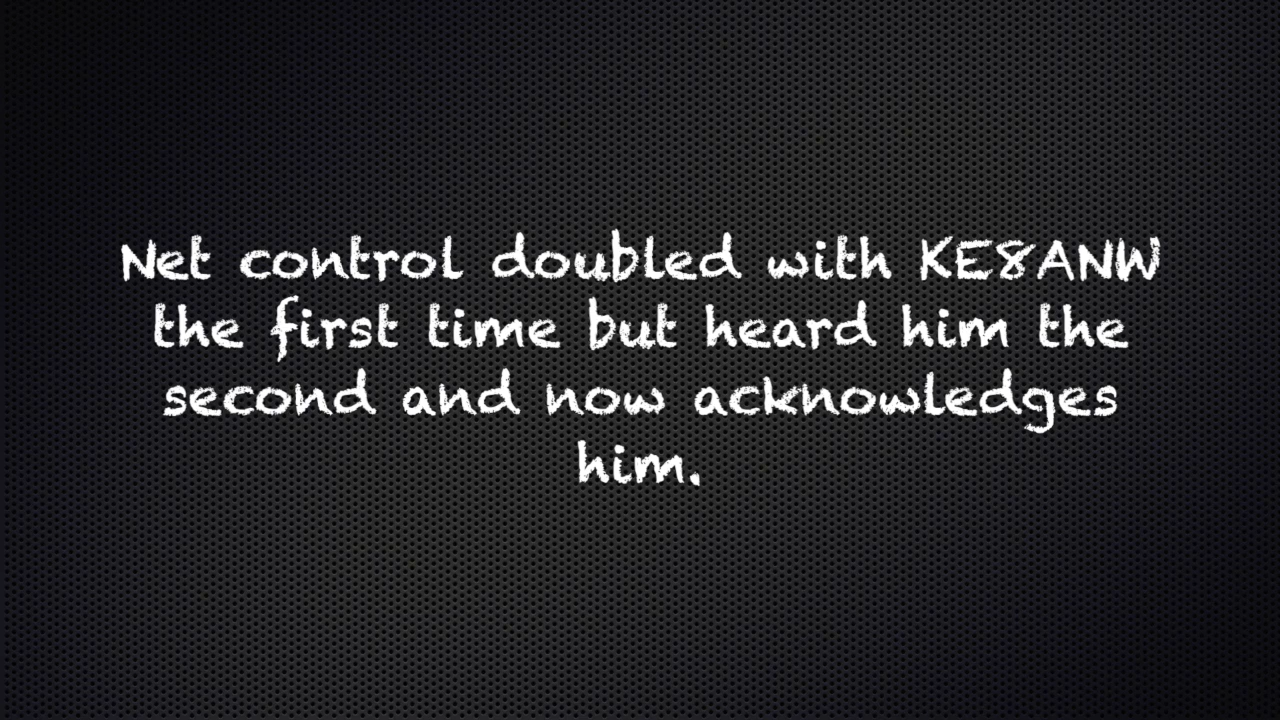 Net control doubled with KE8ANW
the first time but heard him the
second and now acknowledges
him.